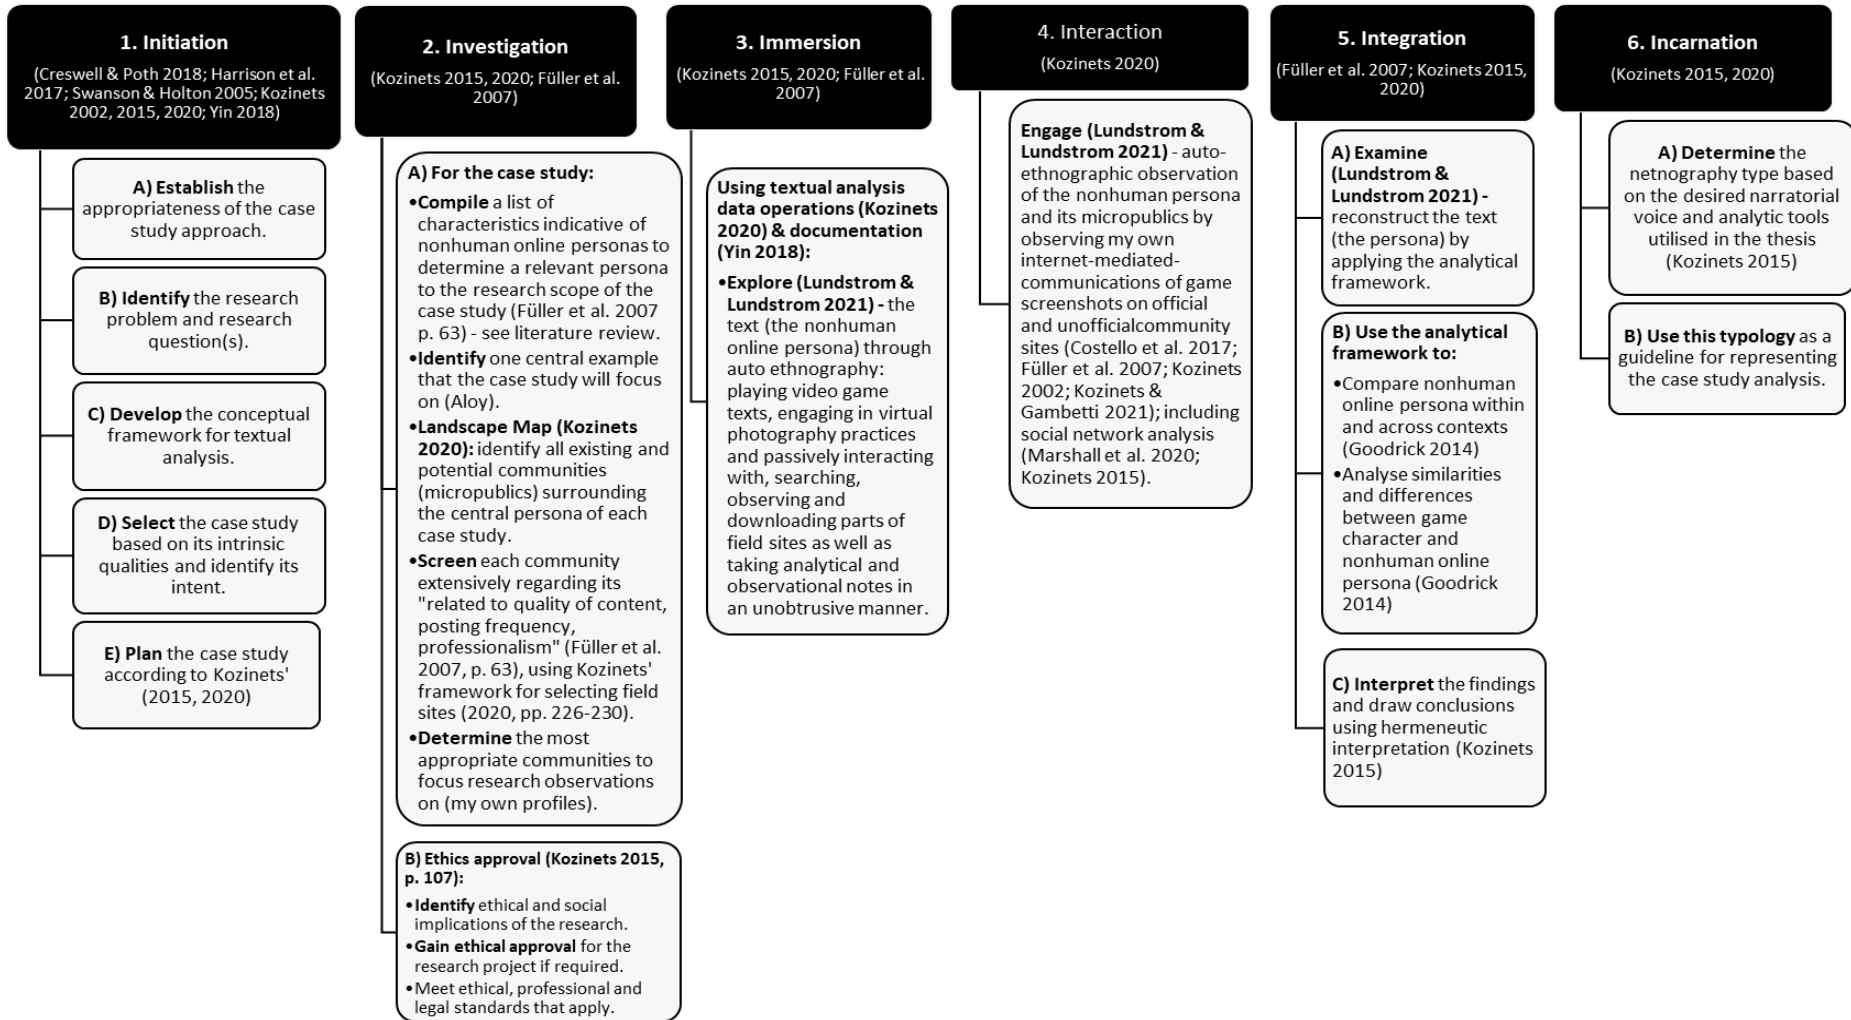 1. Initiation
(Creswell & Poth 2018; Harrison et al.
2017; Swanson & Holton 2005; Kozinets
2002, 2015, 2020; Yin 2018)
A) Establish the
appropriateness of the case
study approach.
B) Identify the research
problem and research
question(s).
C) Develop the conceptual
framework for textual
analysis.
D) Select the case study
based on its intrinsic
qualities and identify its
intent.
E) Plan the case study
according to Kozinets'
(2015, 2020)
2. Investigation
(Kozinets 2015, 2020; Füller et al.
2007)
A) For the case study:
•Compile a list of
characteristics indicative of
nonhuman online personas to
determine a relevant persona
to the research scope of the
case study (Füller et al. 2007
p. 63) - see literature review.
•Identify one central example
that the case study will focus
on (Aloy).
•Landscape Map (Kozinets
2020): identify all existing and
potential communities
(micropublics) surrounding
the central persona of each
case study.
•Screen each community
extensively regarding its
"related to quality of content,
posting frequency,
professionalism" (Füller et al.
2007, p. 63), using Kozinets'
framework for selecting field
sites (2020, pp. 226-230).
•Determine the most
appropriate communities to
focus research observations
on (my own profiles).
B) Ethics approval (Kozinets 2015,
p. 107):
•Identify ethical and social
implications of the research.
•Gain ethical approval for the
research project if required.
•Meet ethical, professional and
legal standards that apply.
3. Immersion
(Kozinets 2015, 2020; Füller et al.
2007)
Using textual analysis
data operations (Kozinets
2020) & documentation
(Yin 2018):
•Explore (Lundstrom &
Lundstrom 2021) - the
text (the nonhuman
online persona) through
auto ethnography:
playing video game
texts, engaging in virtual
photography practices
and passively interacting
with, searching,
observing and
downloading parts of
field sites as well as
taking analytical and
observational notes in
an unobtrusive manner.
4. Interaction
(Kozinets 2020)
Engage (Lundstrom &
Lundstrom 2021) - auto-
ethnographic observation
of the nonhuman persona
and its micropublics by
observing my own
internet-mediated-
communications of game
screenshots on official
and unofficialcommunity
sites (Costello et al. 2017;
Füller et al. 2007; Kozinets
2002; Kozinets &
Gambetti 2021); including
social network analysis
(Marshall et al. 2020;
Kozinets 2015).
5. Integration
(Füller et al. 2007; Kozinets 2015,
2020)
A) Examine
(Lundstrom &
Lundstrom 2021) -
reconstruct the text
(the persona) by
applying the analytical
framework.
B) Use the analytical
framework to:
•Compare nonhuman
online persona within
and across contexts
(Goodrick 2014)
•Analyse similarities
and differences
between game
character and
nonhuman online
persona (Goodrick
2014)
C) Interpret the findings
and draw conclusions
using hermeneutic
interpretation (Kozinets
2015)
6. Incarnation
(Kozinets 2015, 2020)
A) Determine the
netnography type based
on the desired narratorial
voice and analytic tools
utilised in the thesis
(Kozinets 2015)
B) Use this typology as a
guideline for representing
the case study analysis.